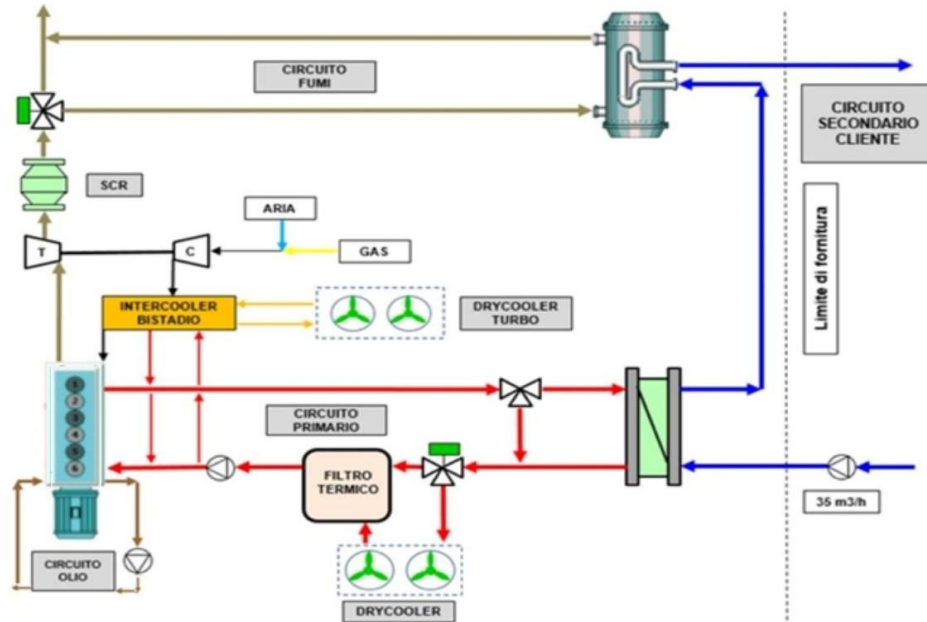 CIRCUITO
FUMI
CIRCUITO
SECONDARIO
CLIENTE
SCR
ARIA
GAS
T
C
INTERCOOLER
BISTADIO
DRYCOOLER
TURBO
Limite di fornitura
1
2
3
4
5
6
CIRCUITO
PRIMARIO
FILTRO
TERMICO
35 m3/h
CIRCUITO
OLIO
DRYCOOLER